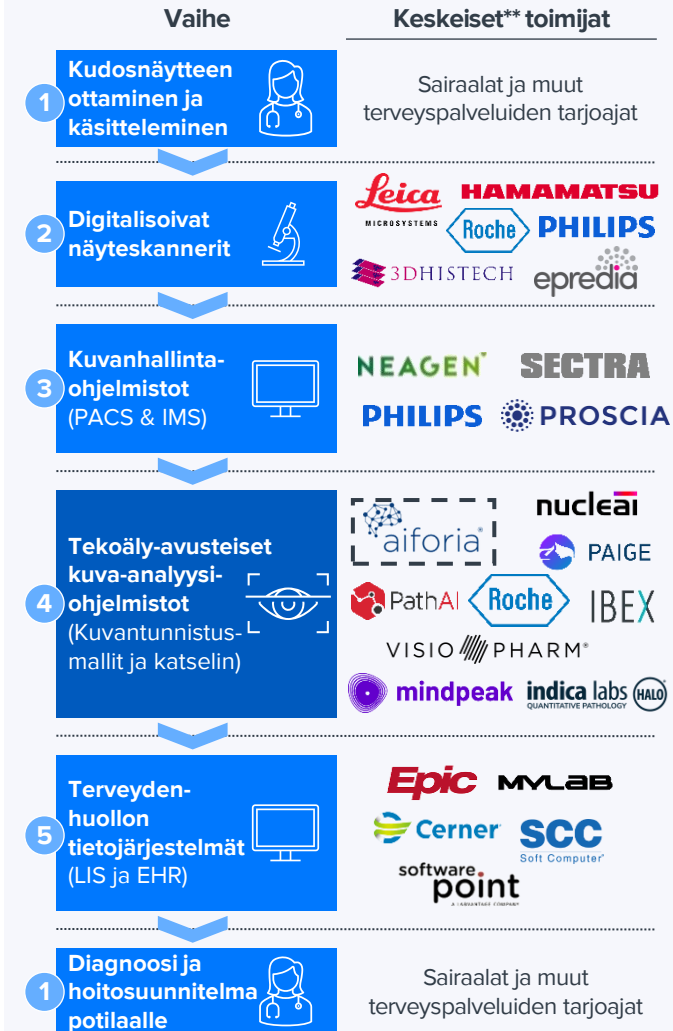 Vaihe
Keskeiset** toimijat
1
Kudosnäytteen
ottaminen ja
käsitteleminen
Sairaalat ja muut
terveyspalveluiden tarjoajat
2
Digitalisoivat
näyteskannerit
Leica
MICROSYSTEMS
HAMAMATSU
Roche
PHILIPS
3DHISTECH
epredia
3
Kuvanhallinta-
ohjelmistot
(PACS & IMS)
NEAGEN
SECTRA
PHILIPS
PROSCIA
4
Tekoäly-avusteiset
kuva-analyysi-
ohjelmistot
(Kuvantunnistus-
mallit ja katselin)
aiforia®
nucleai
PAIGE
PathAI
Roche
IBEX
VISIOPHARM®
mindpeak
indica labs
QUANTITATIVE PATHOLOGY
HALO
5
Terveyden-
huollon
tietojärjestelmät
(LIS ja EHR)
Epic
MYLAB
Cerner
SCC
Soft Computer
software
point
A LABVANTAGE COMPANY
1
Diagnoosi ja
hoitosuunnitelma
potilaalle
Sairaalat ja muut
terveyspalveluiden tarjoajat